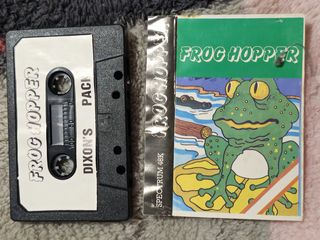 FROG HOPPER
DIXON'S PACK
FROG HOPPER
SPECTRUM 48K
FROG HOPPER